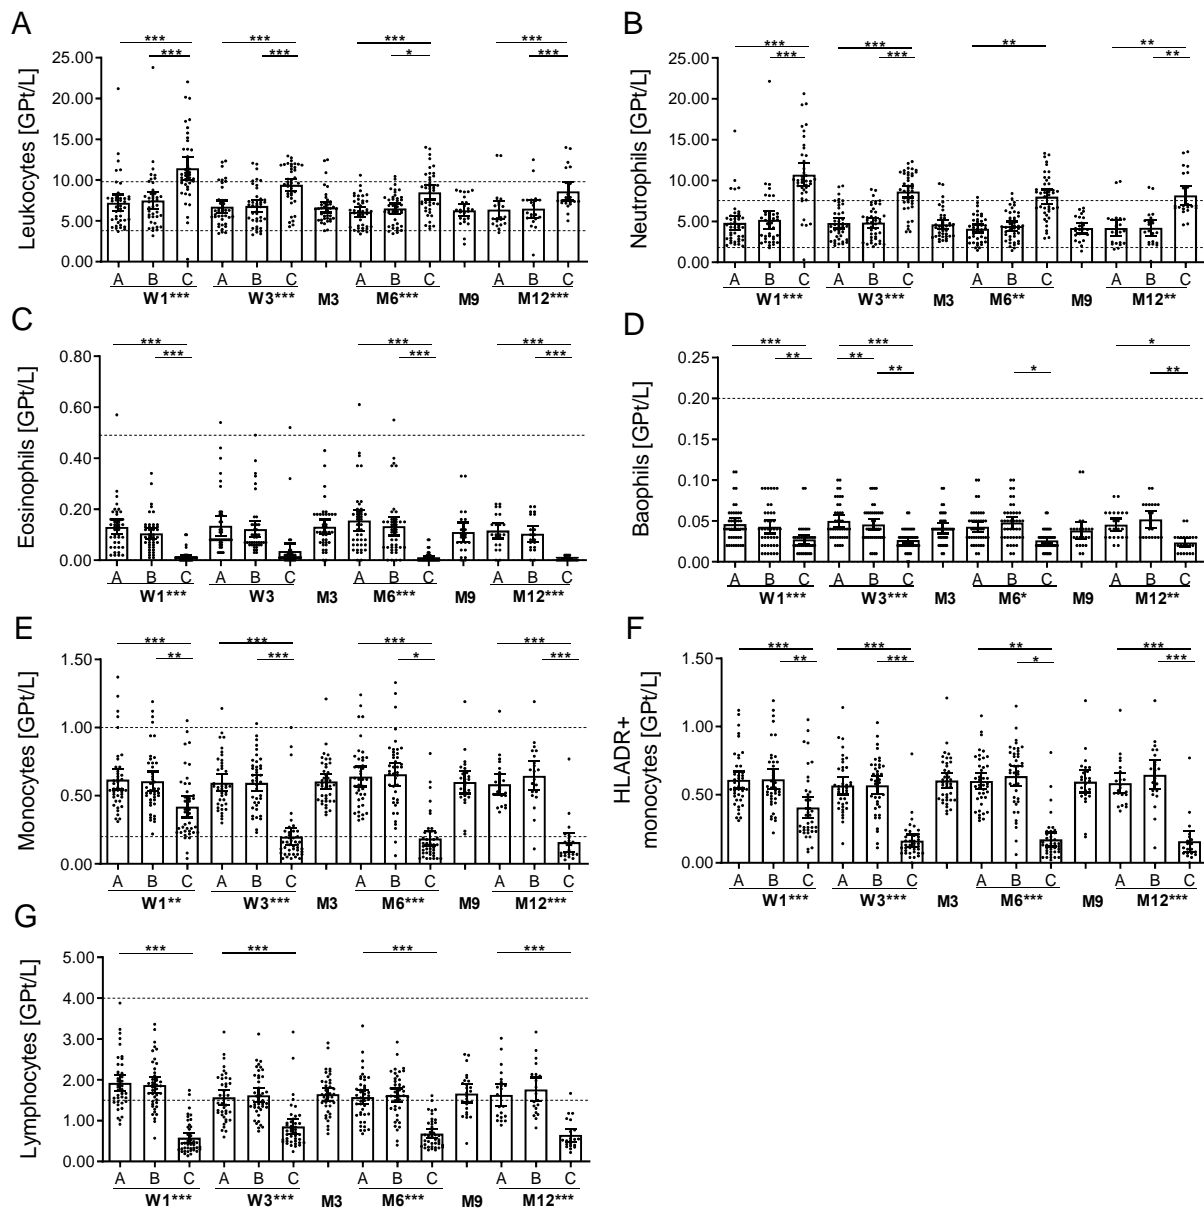 A
Leukocytes [GPt/L]
*** *** *** ***
*** *** * ***
25.00
20.00
15.00
10.00
5.00
0.00
A B C A B C A B C A B C
W1*** W3*** M3 M6*** M9 M12***
B
Neutrophils [GPt/L]
*** *** ** **
*** *** **
25.00
20.00
15.00
10.00
5.00
0.00
A B C A B C A B C A B C
W1*** W3*** M3 M6** M9 M12**
C
Eosinophils [GPt/L]
*** *** ***
*** *** ***
0.80
0.60
0.40
0.20
0.00
A B C A B C A B C A B C
W1*** W3 M3 M6*** M9 M12***
D
Baophils [GPt/L]
*** *** *
** **
** * **
0.25
0.20
0.15
0.10
0.05
0.00
A B C A B C A B C A B C
W1*** W3*** M3 M6* M9 M12**
E
Monocytes [GPt/L]
*** *** *** ***
** *** * ***
1.50
1.00
0.50
0.00
A B C A B C A B C A B C
W1** W3*** M3 M6*** M9 M12***
F
HLADR+
monocytes [GPt/L]
*** *** ** ***
** *** * ***
1.50
1.00
0.50
0.00
A B C A B C A B C A B C
W1*** W3*** M3 M6*** M9 M12***
G
Lymphocytes [GPt/L]
*** *** *** ***
5.00
4.00
3.00
2.00
1.00
0.00
A B C A B C A B C A B C
W1*** W3*** M3 M6*** M9 M12***